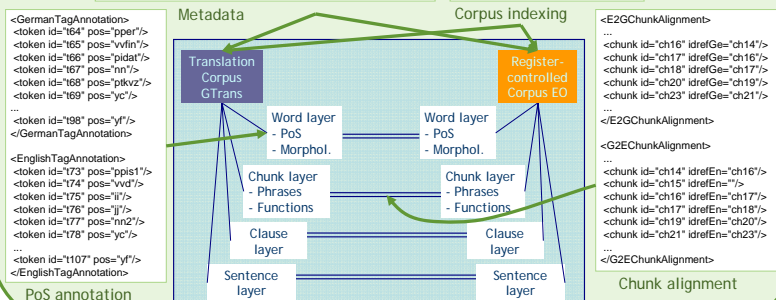 Metadata
Corpus indexing
<GermanTagAnnotation>
<token id="t64" pos="pper"/>
<token id="t65" pos="vvfin"/>
<token id="t66" pos="pidat"/>
<token id="t67" pos="nn"/>
<token id="t68" pos="ptkvz"/>
<token id="t69" pos="yc"/>
...
<token id="t98" pos="yf"/>
</GermanTagAnnotation>
<EnglishTagAnnotation>
<token id="t73" pos="ppis1"/>
<token id="t74" pos="vvd"/>
<token id="t75" pos="ii"/>
<token id="t76" pos="jj"/>
<token id="t77" pos="nn2"/>
<token id="t78" pos="yc"/>
...
<token id="t107" pos="yf"/>
</EnglishTagAnnotation>
PoS annotation
Translation
Corpus
GTrans
Register-
controlled
Corpus EO
Word layer
- PoS
- Morphol.
Word layer
- PoS
- Morphol.
Chunk layer
- Phrases
- Functions
Chunk layer
- Phrases
- Functions
Clause
layer
Clause
layer
Sentence
layer
Sentence
layer
<E2GChunkAlignment>
...
<chunk id="ch16" idrefGe="ch14"/>
<chunk id="ch17" idrefGe="ch16"/>
<chunk id="ch18" idrefGe="ch17"/>
<chunk id="ch20" idrefGe="ch19"/>
<chunk id="ch23" idrefGe="ch21"/>
...
</E2GChunkAlignment>
<G2EChunkAlignment>
...
<chunk id="ch14" idrefEn="ch16"/>
<chunk id="ch15" idrefEn=""/>
<chunk id="ch16" idrefEn="ch17"/>
<chunk id="ch17" idrefEn="ch18"/>
<chunk id="ch19" idrefEn="ch20"/>
<chunk id="ch21" idrefEn="ch23"/>
...
</G2EChunkAlignment>
Chunk alignment